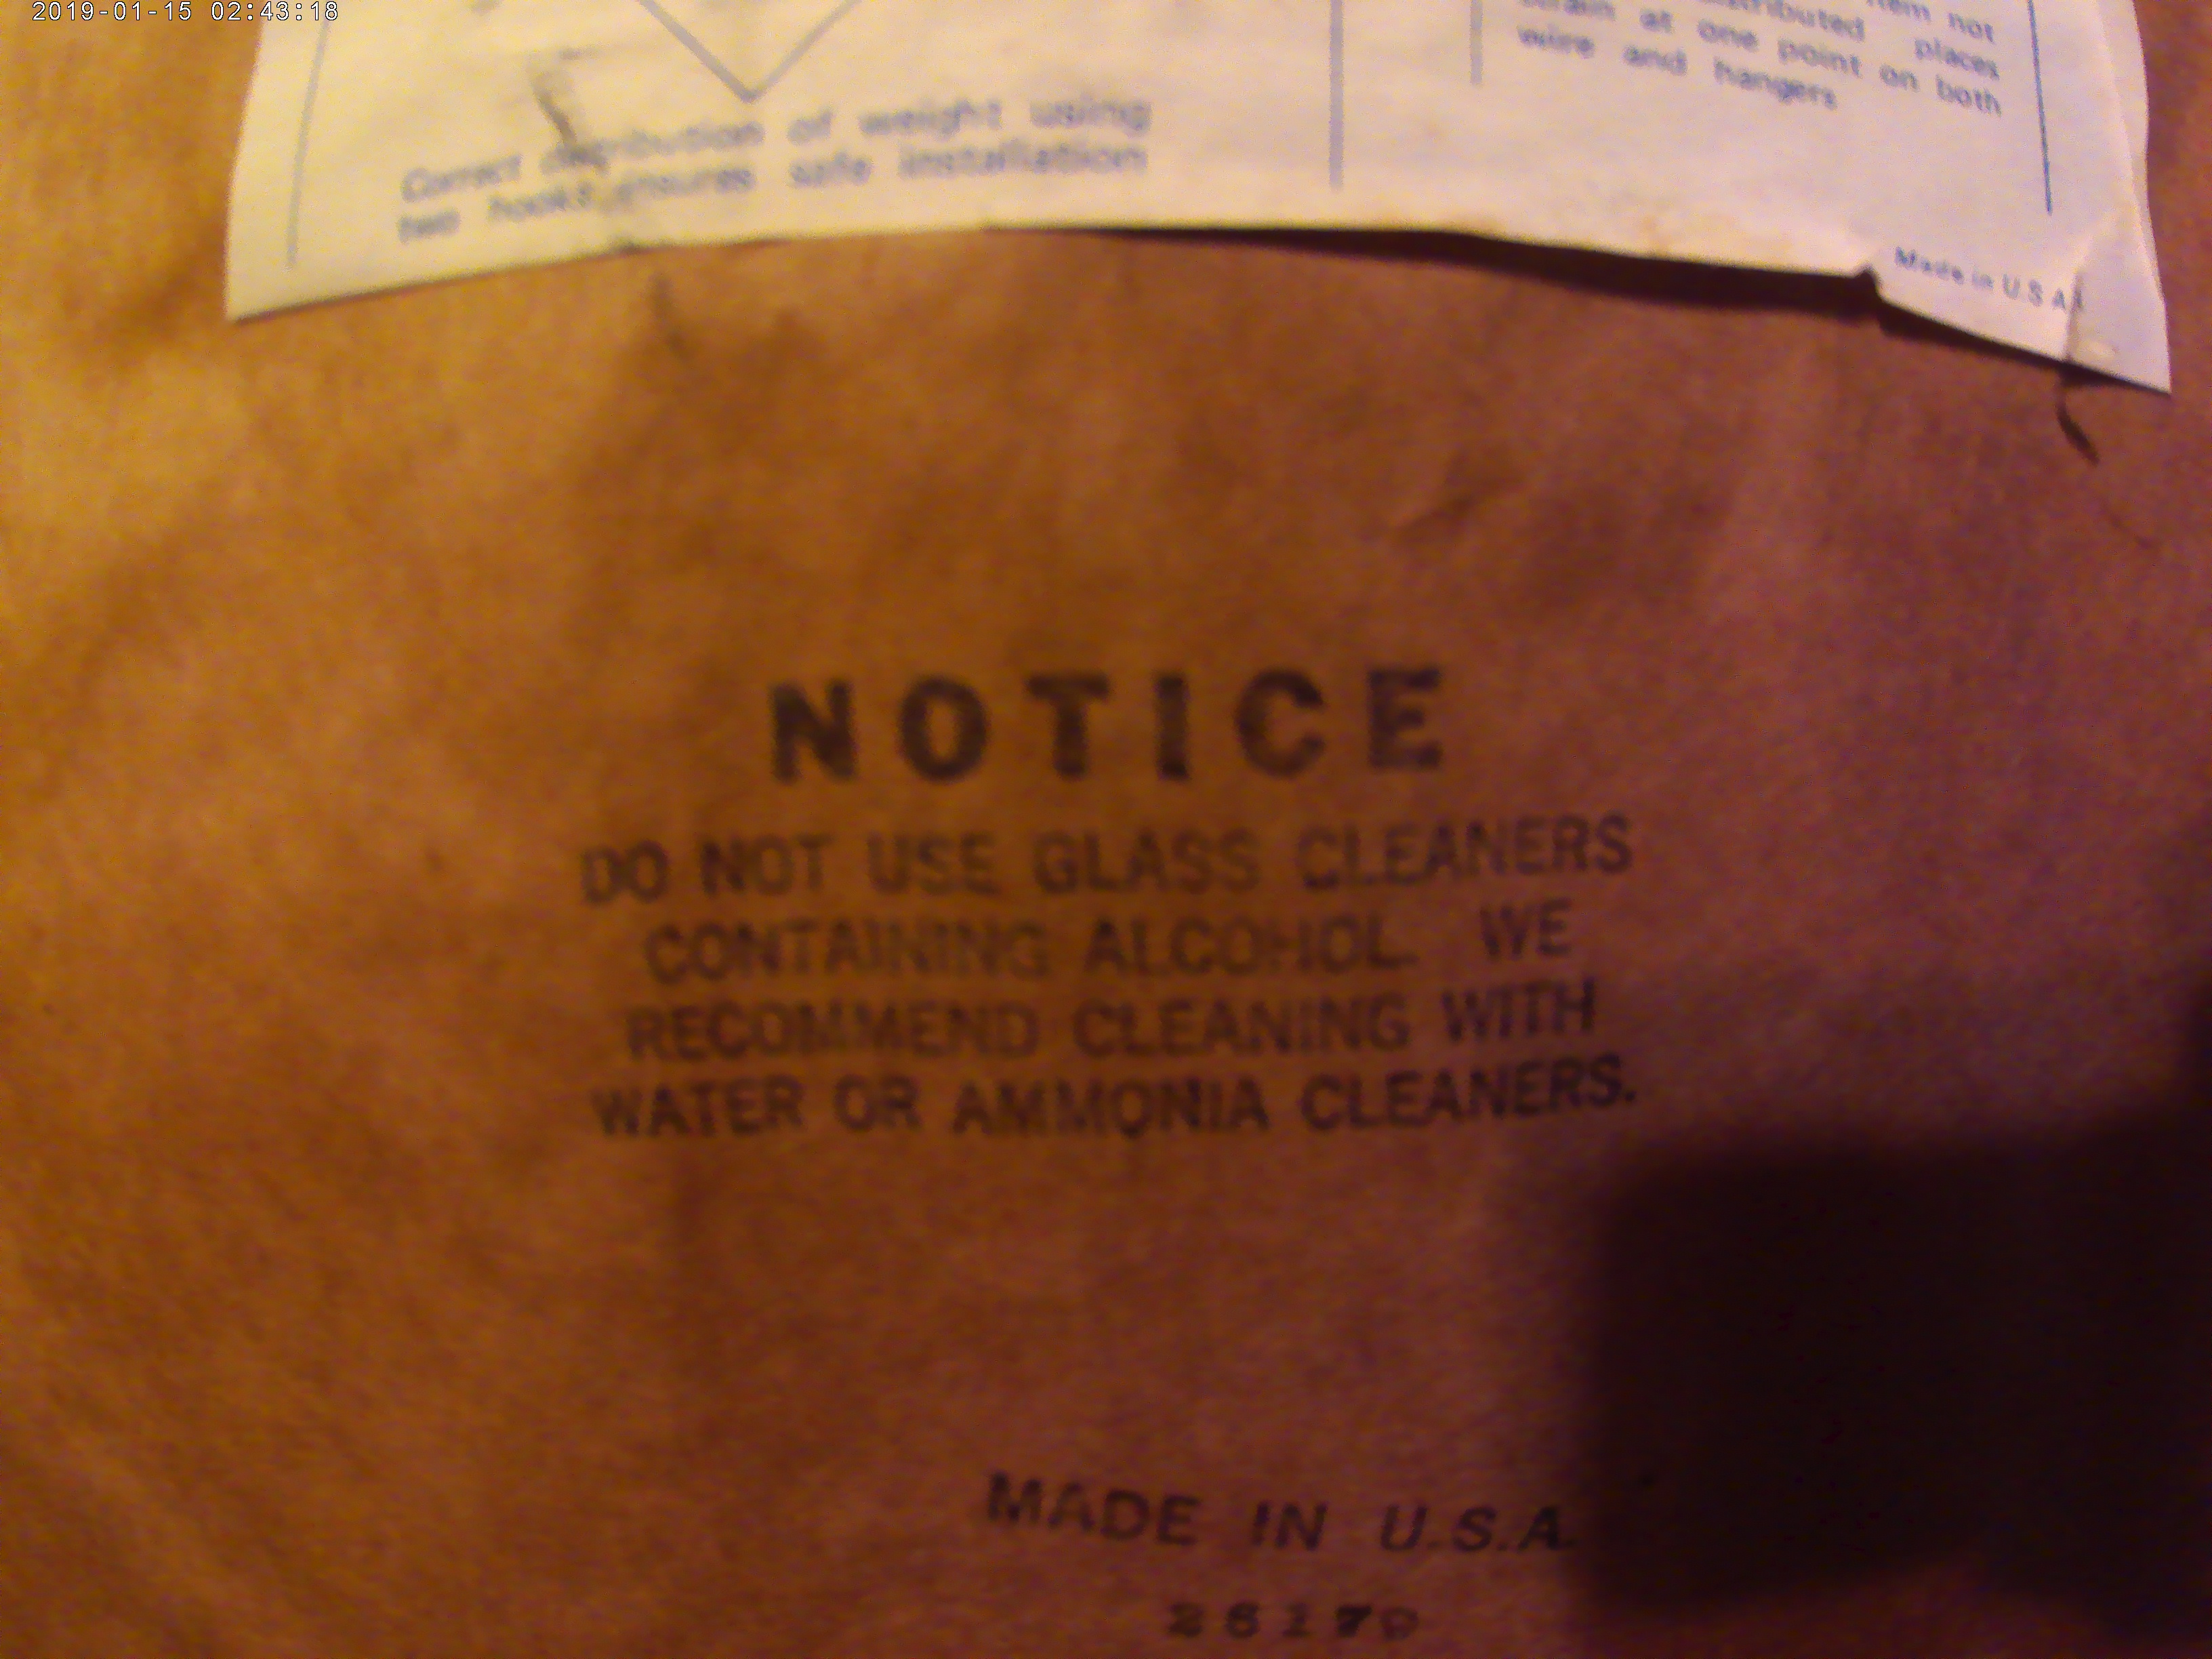 2019-01-15 02:43:18
Correct distribution of weight using
two hooks ensures safe installation
item not
distributed places
strain at one point on both
wire and hangers
Made in U.S.A.
NOTICE
DO NOT USE GLASS CLEANERS
CONTAINING ALCOHOL. WE
RECOMMEND CLEANING WITH
WATER OR AMMONIA CLEANERS.
MADE IN U.S.A.